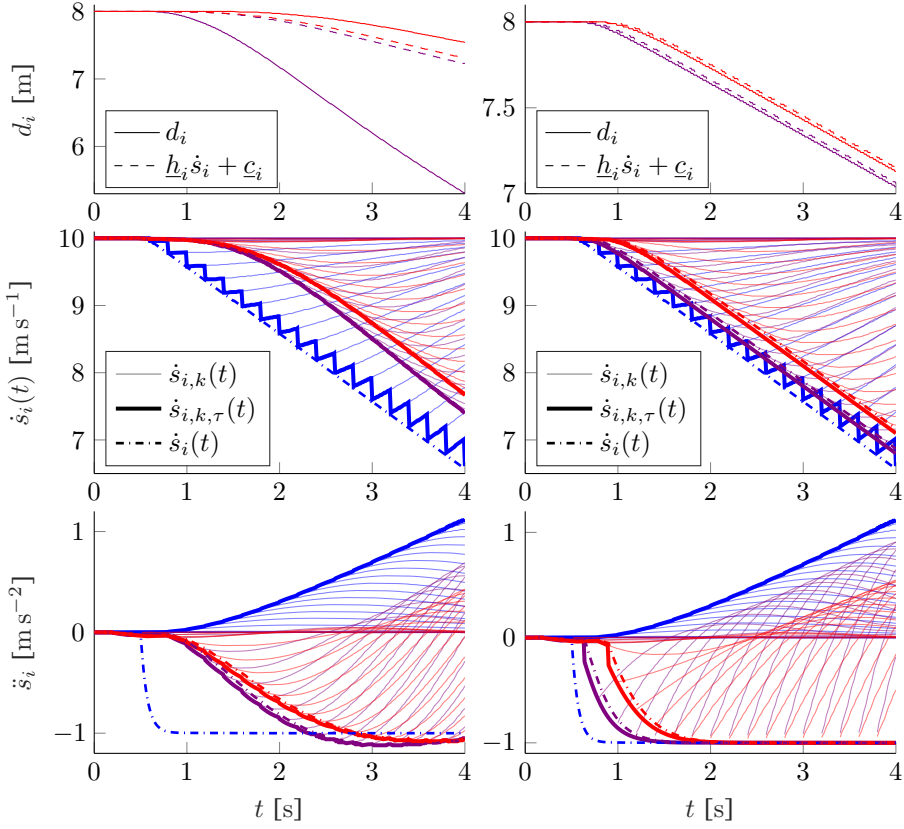 8
7
6
d_i [m]
d_i
h_i ṡ_i + c_i
0 1 2 3 4
8
7.5
7
d_i
h_i ṡ_i + c_i
0 1 2 3 4
10
9
8
7
ṡ_i(t) [m s⁻¹]
ṡ_{i,k}(t)
ṡ_{i,k,τ}(t)
ṡ_i(t)
0 1 2 3 4
10
9
8
7
ṡ_{i,k}(t)
ṡ_{i,k,τ}(t)
ṡ_i(t)
0 1 2 3 4
1
0
−1
s̈_i [m s⁻²]
0 1 2 3 4
t [s]
1
0
−1
0 1 2 3 4
t [s]